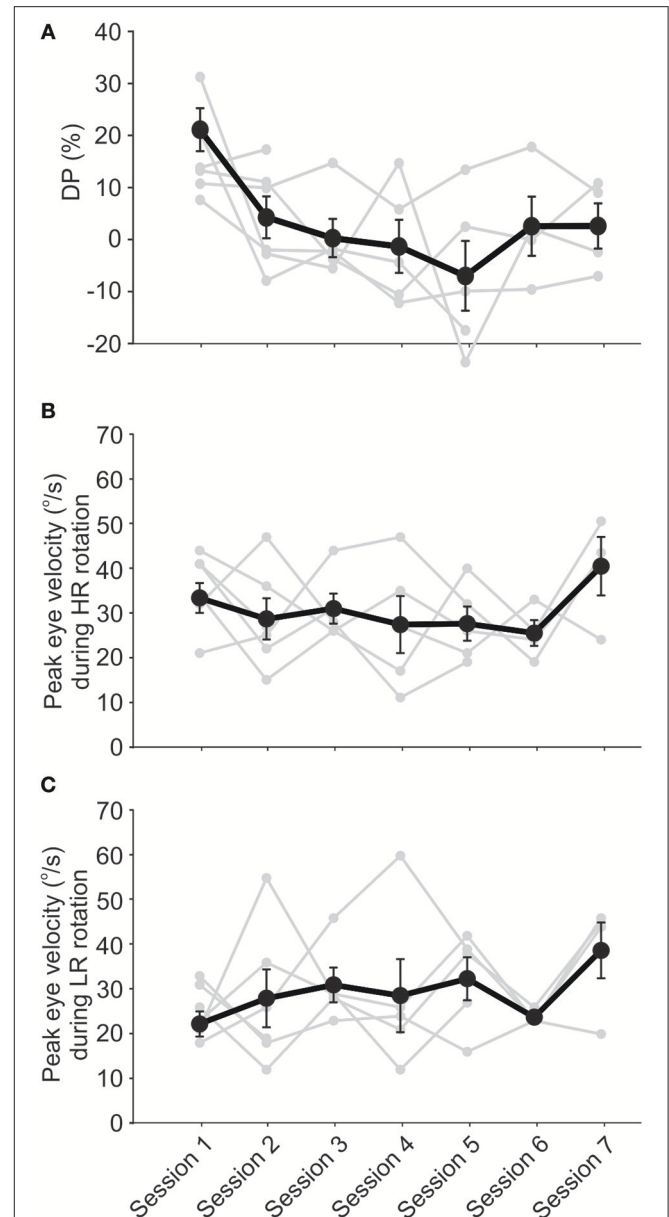 A
40
30
20
10
0
-10
-20
DP (%)
B
70
60
50
40
30
20
10
0
Peak eye velocity (°/s)
during HR rotation
C
70
60
50
40
30
20
10
0
Peak eye velocity (°/s)
during LR rotation
Session 1
Session 2
Session 3
Session 4
Session 5
Session 6
Session 7